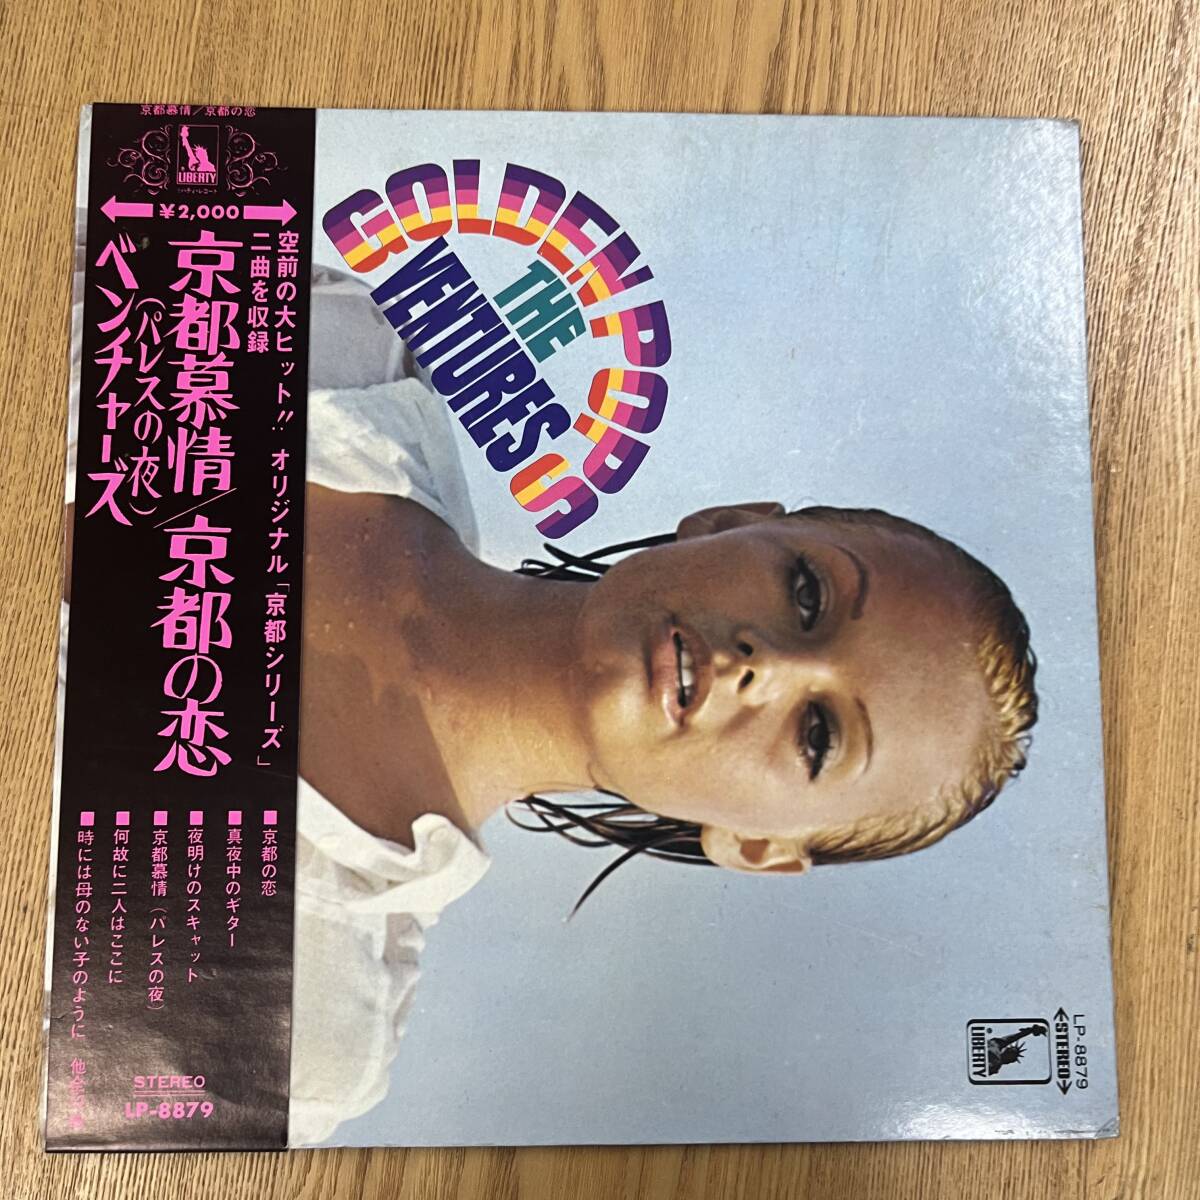 京都慕情/京都の恋
LIBERTY
リバティ・レコード
¥2,000
空前の大ヒット!! オリジナル「京都シリーズ」
二曲を収録
京都慕情/京都の恋
(パレスの夜)
ベンチャーズ
■京都の恋
■真夜中のギター
■夜明けのスキャット
■京都慕情(パレスの夜)
■何故に二人はここに
■時には母のない子のように 他
STEREO
LP-8879
GOLDEN POPS
THE
VENTURES
LP-8879
STEREO
LIBERTY